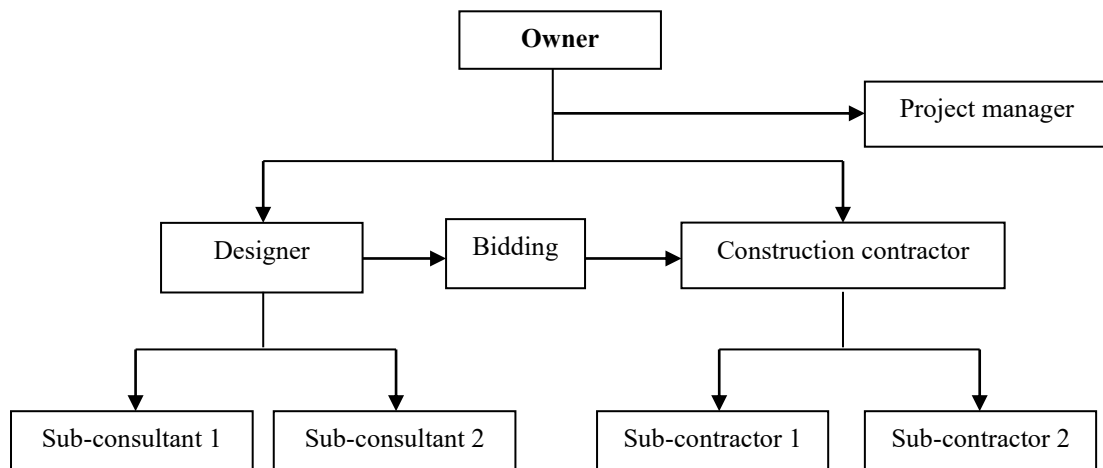 Owner
Project manager
Designer
Bidding
Construction contractor
Sub-consultant 1
Sub-consultant 2
Sub-contractor 1
Sub-contractor 2